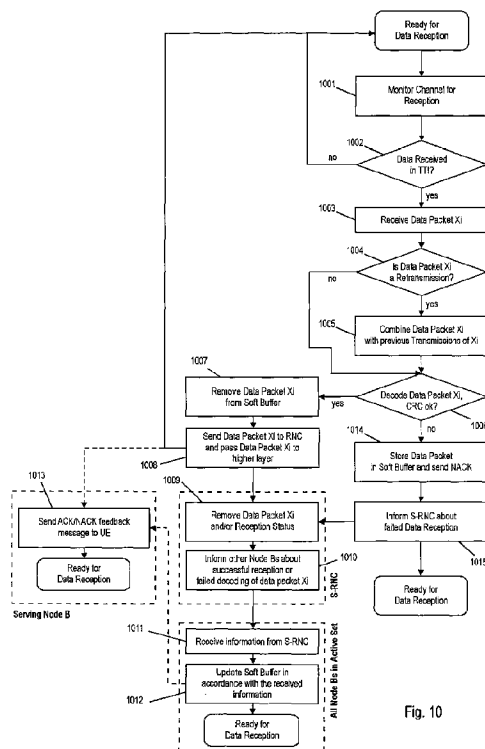 Ready for
Data Reception
1001
Monitor Channel for
Reception
1002
Data Received
in TTI?
no
yes
1003
Receive Data Packet Xi
1004
Is Data Packet Xi
a Retransmission?
no
yes
1005
Combine Data Packet Xi
with previous Transmissions of Xi
1007
Remove Data Packet Xi
from Soft Buffer
Decode Data Packet Xi,
CRC ok?
yes
no
1006
1014
Send Data Packet Xi to RNC
and pass Data Packet Xi to
higher layer
1008
Store Data Packet
in Soft Buffer and send NACK
1013
1009
Send ACK/NACK feedback
message to UE
Remove Data Packet Xi
and/or Reception Status
Inform S-RNC about
failed Data Reception
1015
Ready for
Data Reception
Inform other Node Bs about
successful reception or
failed decoding of data packet Xi
1010
S-RNC
Ready for
Data Reception
Serving Node B
1011
Receive information from S-RNC
Update Soft Buffer in
accordance with the received
information
1012
Ready for
Data Reception
All Node Bs in Active Set
Fig. 10